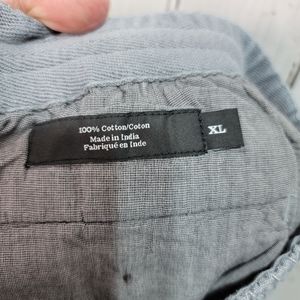 100% Cotton/Coton
Made in India
Fabriqué en Inde
XL